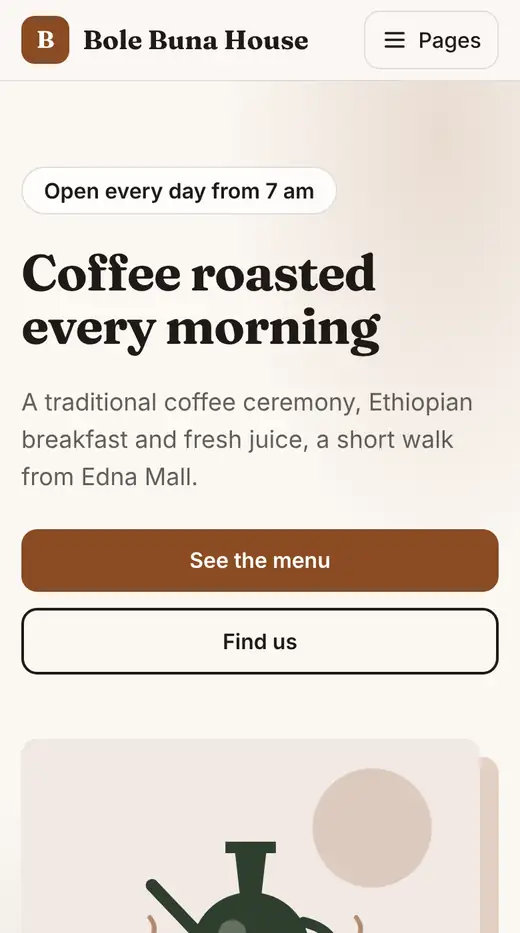 B
Bole Buna House
Pages
Open every day from 7 am
Coffee roasted
every morning
A traditional coffee ceremony, Ethiopian
breakfast and fresh juice, a short walk
from Edna Mall.
See the menu
Find us